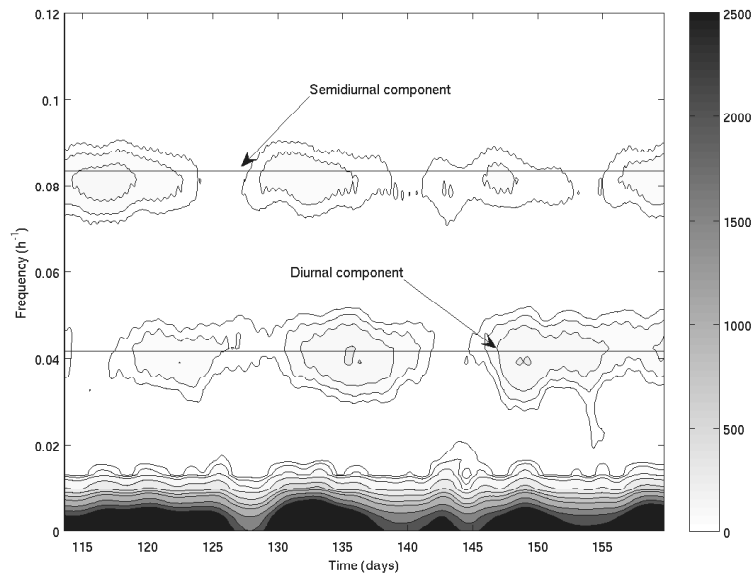 0.12
0.1
0.08
0.06
0.04
0.02
0
Frequency (h⁻¹)
Semidiurnal component
Diurnal component
115 120 125 130 135 140 145 150 155
Time (days)
2500
2000
1500
1000
500
0